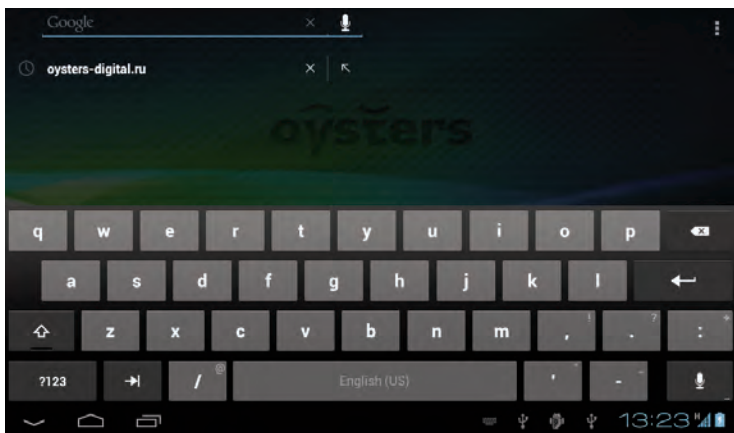 Google
oysters-digital.ru
oysters
q w e r t y u i o p
a s d f g h j k l
z x c v b n m , ! . ? :
?123 / @ English (US) ' -
13:23 H